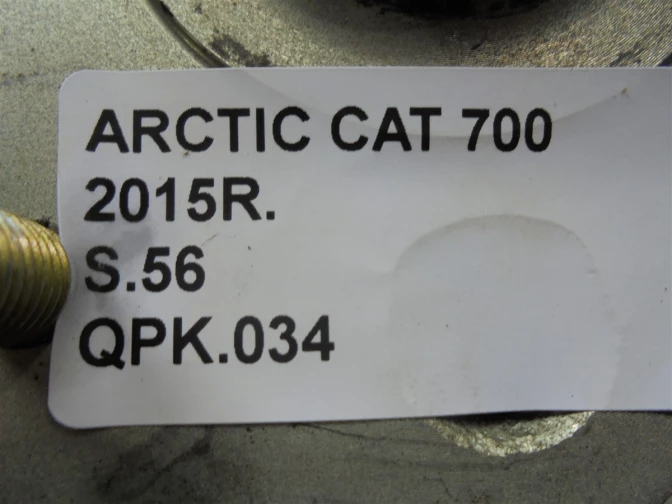 ARCTIC CAT 700
2015R.
S.56
QPK.034